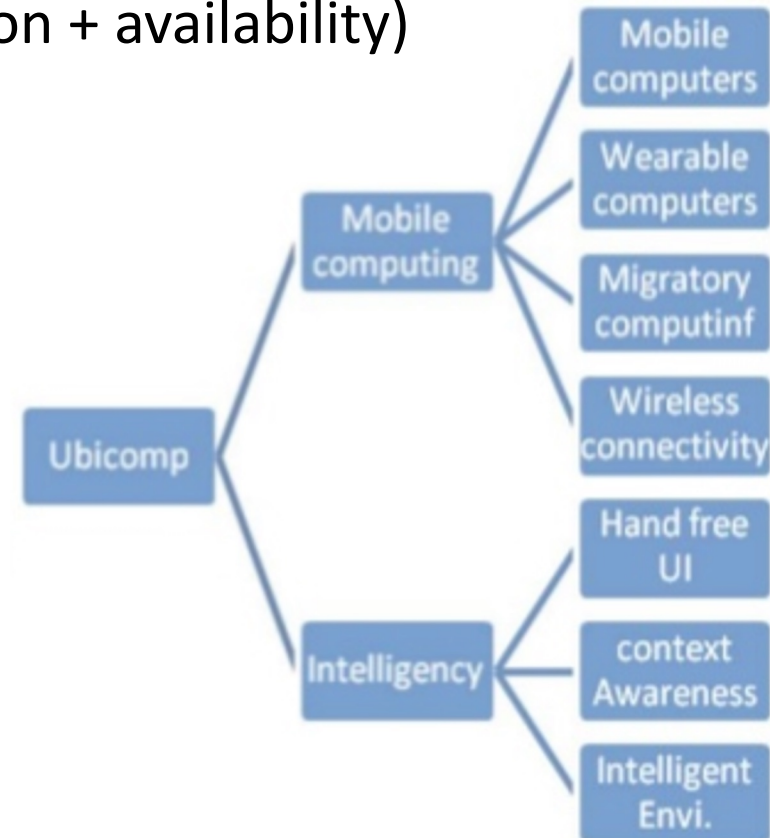 on + availability)
Mobile
computers
Wearable
computers
Mobile
computing
Migratory
computinf
Wireless
connectivity
Ubicomp
Hand free
UI
Intelligency
context
Awareness
Intelligent
Envi.